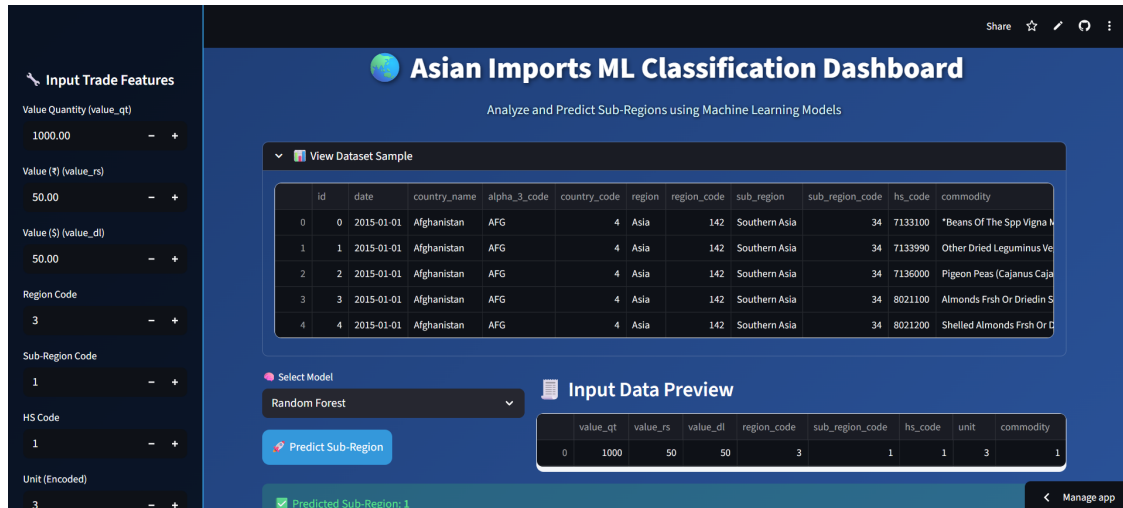 Share
Input Trade Features
Value Quantity (value_qt)
1000.00 − +
Value (₹) (value_rs)
50.00 − +
Value ($) (value_dl)
50.00 − +
Region Code
3 − +
Sub-Region Code
1 − +
HS Code
1 − +
Unit (Encoded)
3 − +
Asian Imports ML Classification Dashboard
Analyze and Predict Sub-Regions using Machine Learning Models
View Dataset Sample
id date country_name alpha_3_code country_code region region_code sub_region sub_region_code hs_code commodity
0 0 2015-01-01 Afghanistan AFG 4 Asia 142 Southern Asia 34 7133100 *Beans Of The Spp Vigna
1 1 2015-01-01 Afghanistan AFG 4 Asia 142 Southern Asia 34 7133990 Other Dried Leguminus Ve
2 2 2015-01-01 Afghanistan AFG 4 Asia 142 Southern Asia 34 7136000 Pigeon Peas (Cajanus Caja
3 3 2015-01-01 Afghanistan AFG 4 Asia 142 Southern Asia 34 8021100 Almonds Frsh Or Driedin S
4 4 2015-01-01 Afghanistan AFG 4 Asia 142 Southern Asia 34 8021200 Shelled Almonds Frsh Or
Select Model
Random Forest
Predict Sub-Region
Input Data Preview
value_qt value_rs value_dl region_code sub_region_code hs_code unit commodity
0 1000 50 50 3 1 1 3 1
Predicted Sub-Region: 1
Manage app